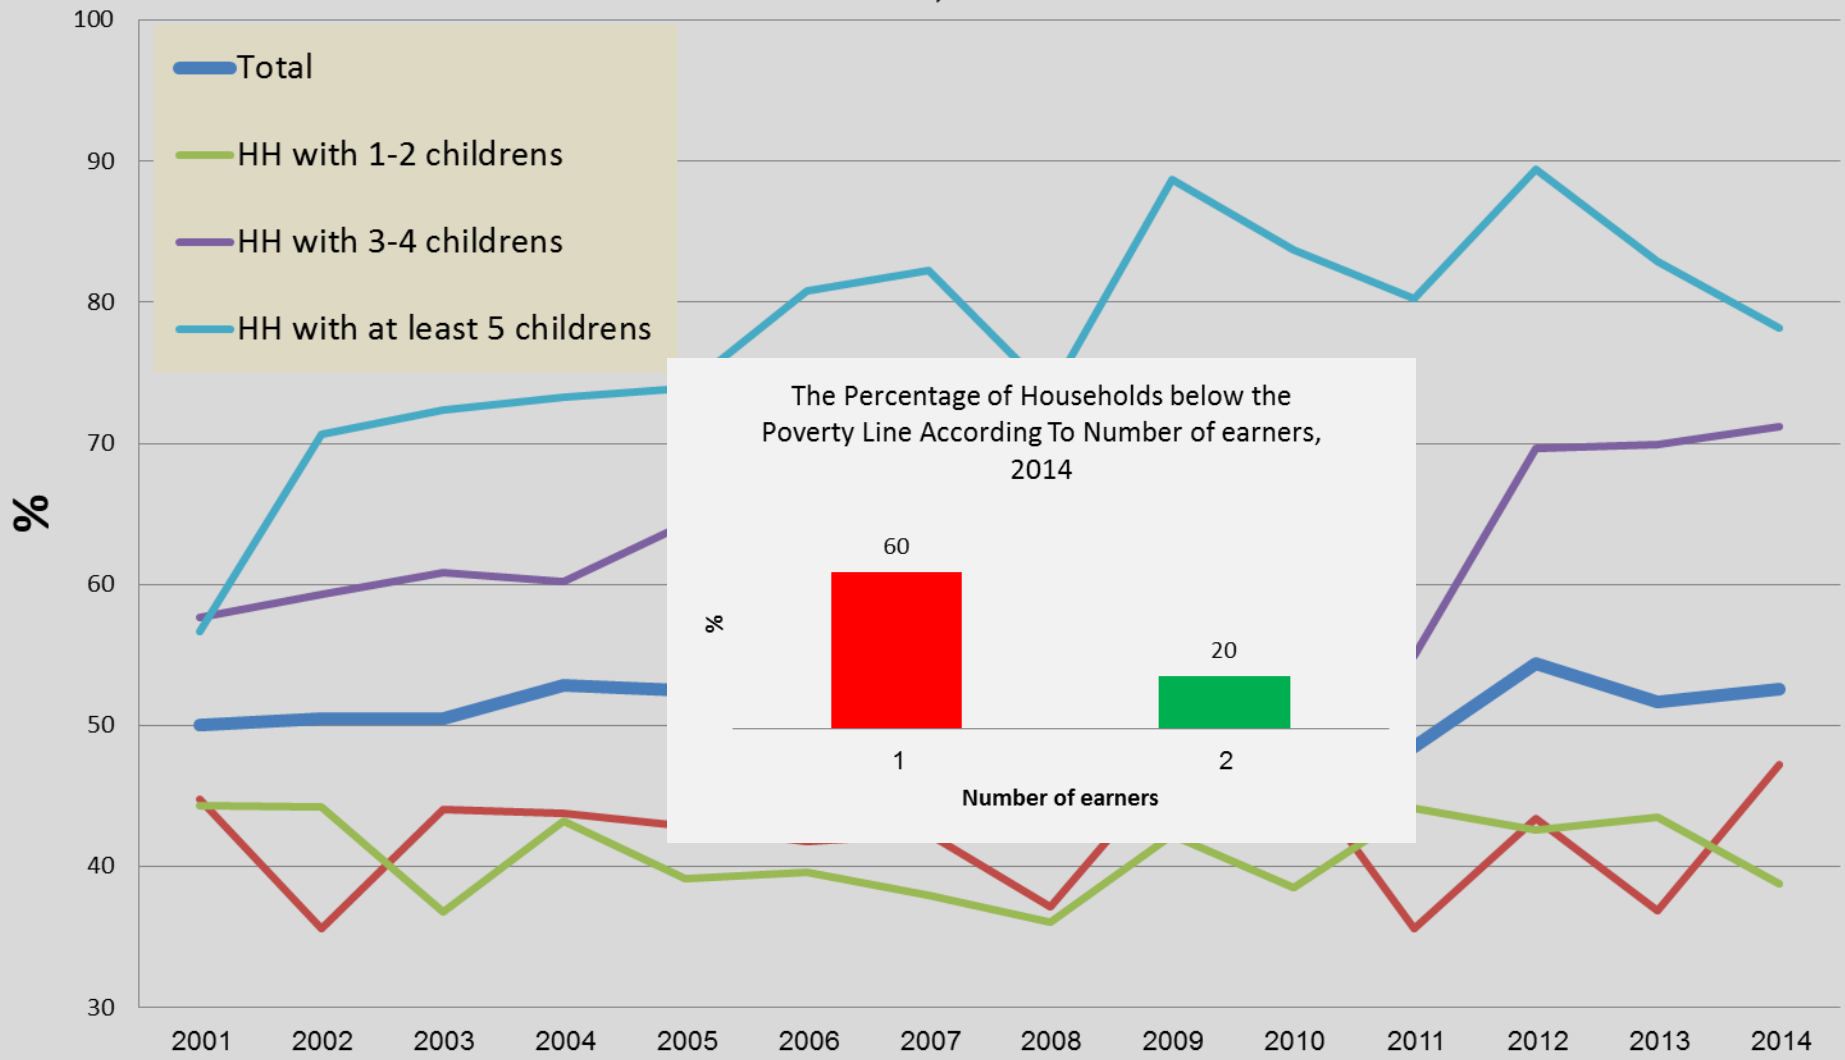 100
90
80
70
60
50
40
30
%
Total
HH with 1-2 childrens
HH with 3-4 childrens
HH with at least 5 childrens
The Percentage of Households below the
Poverty Line According To Number of earners,
2014
60
20
%
1 2
Number of earners
2001 2002 2003 2004 2005 2006 2007 2008 2009 2010 2011 2012 2013 2014